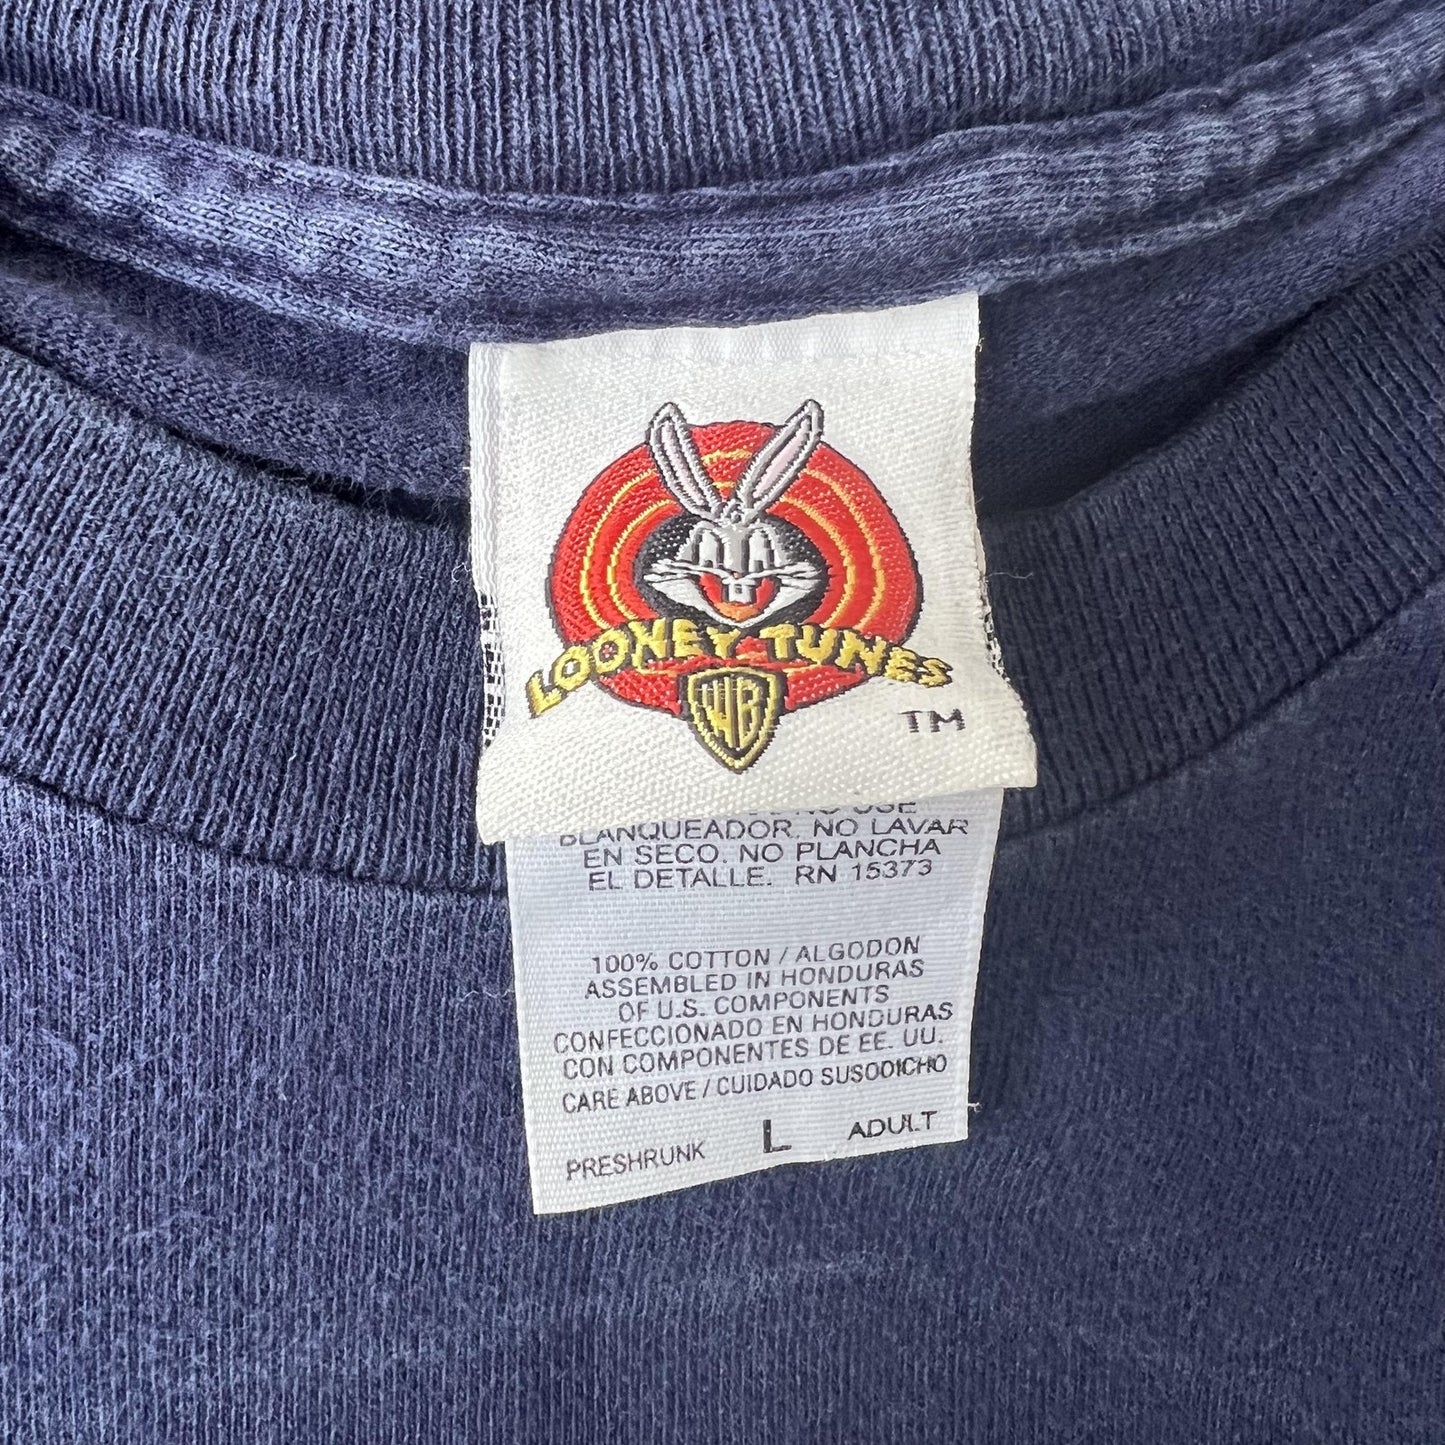 LOONEY TUNES
WB
TM
USE
BLANQUEADOR. NO LAVAR
EN SECO. NO PLANCHA
EL DETALLE. RN 15373
100% COTTON / ALGODON
ASSEMBLED IN HONDURAS
OF U.S. COMPONENTS
CONFECCIONADO EN HONDURAS
CON COMPONENTES DE EE. UU.
CARE ABOVE / CUIDADO SUSODICHO
PRESHRUNK L ADULT